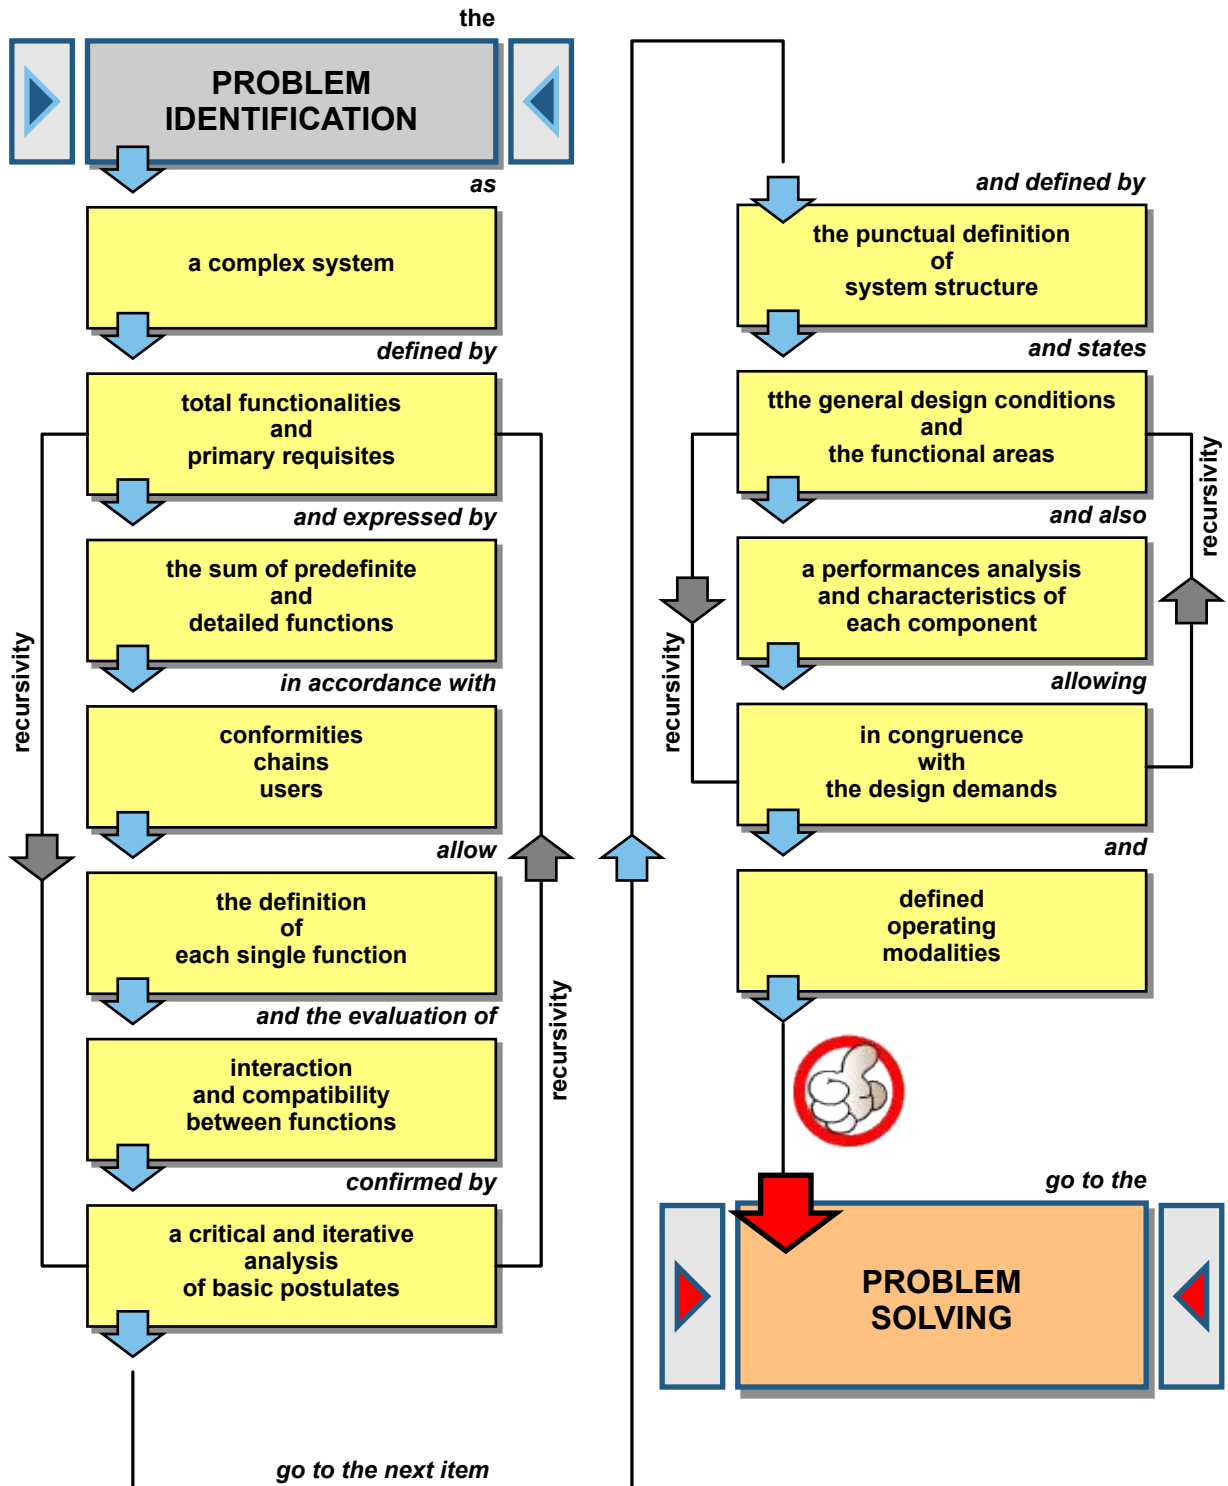 the
PROBLEM
IDENTIFICATION
as
a complex system
defined by
total functionalities
and
primary requisites
and expressed by
the sum of predefinite
and
detailed functions
in accordance with
conformities
chains
users
allow
the definition
of
each single function
and the evaluation of
interaction
and compatibility
between functions
confirmed by
a critical and iterative
analysis
of basic postulates
recursivity
recursivity
go to the next item
and defined by
the punctual definition
of
system structure
and states
tthe general design conditions
and
the functional areas
and also
a performances analysis
and characteristics of
each component
allowing
in congruence
with
the design demands
recursivity
recursivity
and
defined
operating
modalities
go to the
PROBLEM
SOLVING